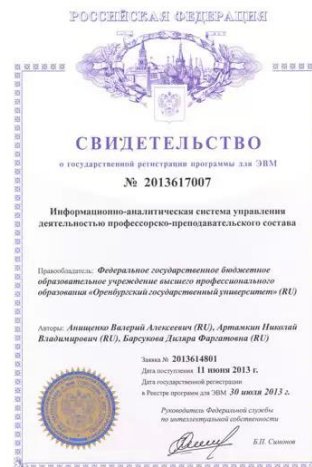 РОССИЙСКАЯ ФЕДЕРАЦИЯ
СВИДЕТЕЛЬСТВО
о государственной регистрации программы для ЭВМ
№ 2013617007
Информационно-аналитическая система управления
деятельностью профессорско-преподавательского состава
Правообладатель: Федеральное государственное бюджетное
образовательное учреждение высшего профессионального
образования «Оренбургский государственный университет» (RU)
Авторы: Анищенко Валерий Алексеевич (RU), Артамкин Николай
Владимирович (RU), Барсукова Диляра Фаргатовна (RU)
Заявка № 2013614801
Дата поступления 11 июня 2013 г.
Дата государственной регистрации
в Реестре программ для ЭВМ 30 июля 2013 г.
Руководитель Федеральной службы
по интеллектуальной собственности
Б.П. Симонов